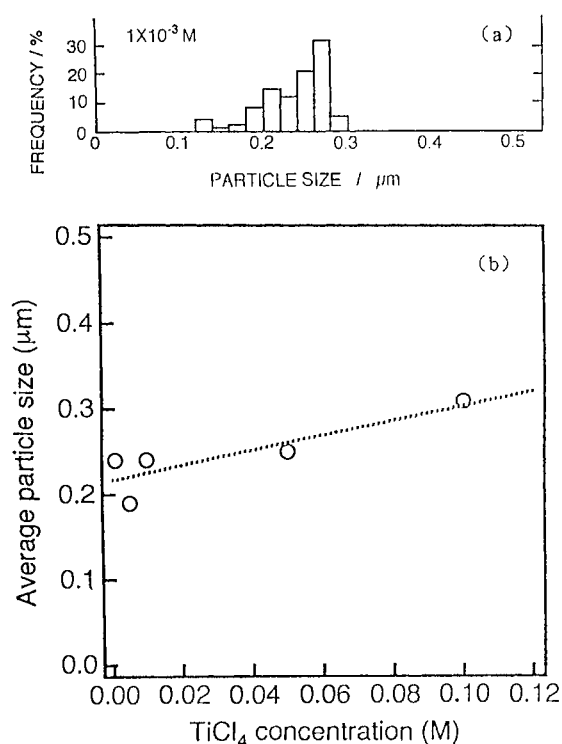 1X10⁻³ M
(a)
FREQUENCY / %
30
20
10
0
0 0.1 0.2 0.3 0.4 0.5
PARTICLE SIZE / µm
(b)
Average particle size (µm)
0.5
0.4
0.3
0.2
0.1
0.0
0.00 0.02 0.04 0.06 0.08 0.10 0.12
TiCl₄ concentration (M)